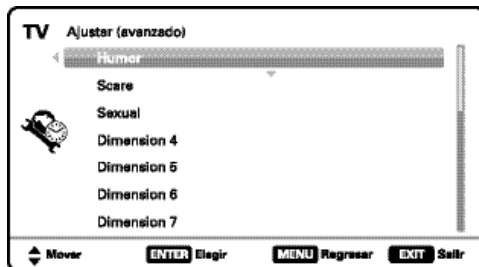 TV Ajustar (avanzado)
Humor
Scare
Sexual
Dimension 4
Dimension 5
Dimension 6
Dimension 7
Mover ENTER Elegir MENU Regresar EXIT Salir